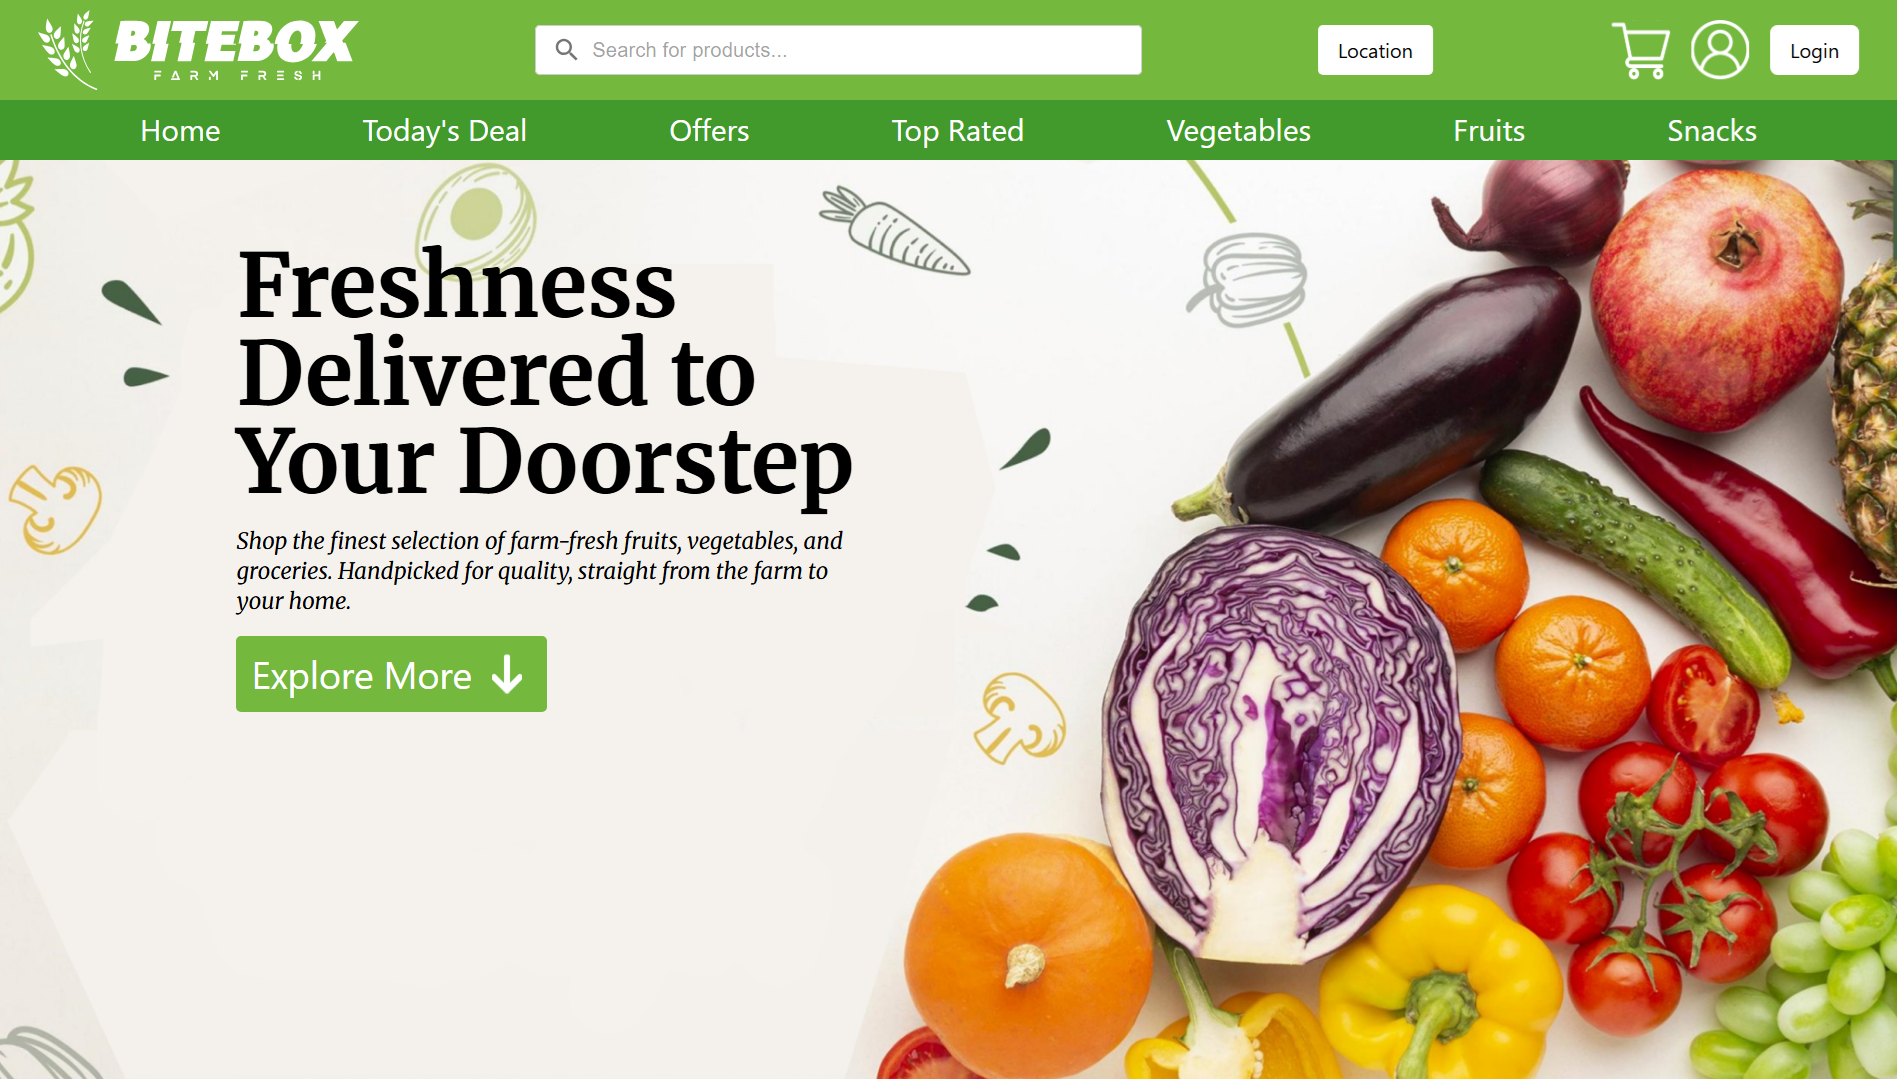 BITEBOX
FARM FRESH
Search for products...
Location
Login
Home
Today's Deal
Offers
Top Rated
Vegetables
Fruits
Snacks
Freshness
Delivered to
Your Doorstep
Shop the finest selection of farm-fresh fruits, vegetables, and
groceries. Handpicked for quality, straight from the farm to
your home.
Explore More